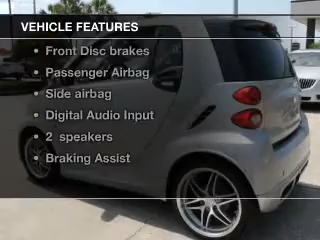 VEHICLE FEATURES
• Front Disc brakes
• Passenger Airbag
• Side airbag
• Digital Audio Input
• 2 speakers
• Braking Assist